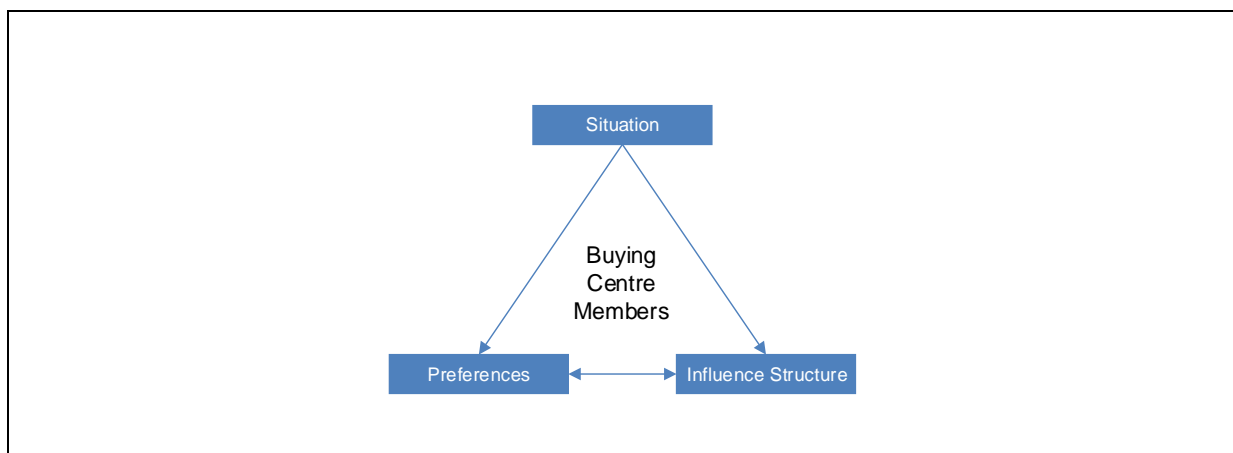 Situation
Buying
Centre
Members
Preferences
Influence Structure